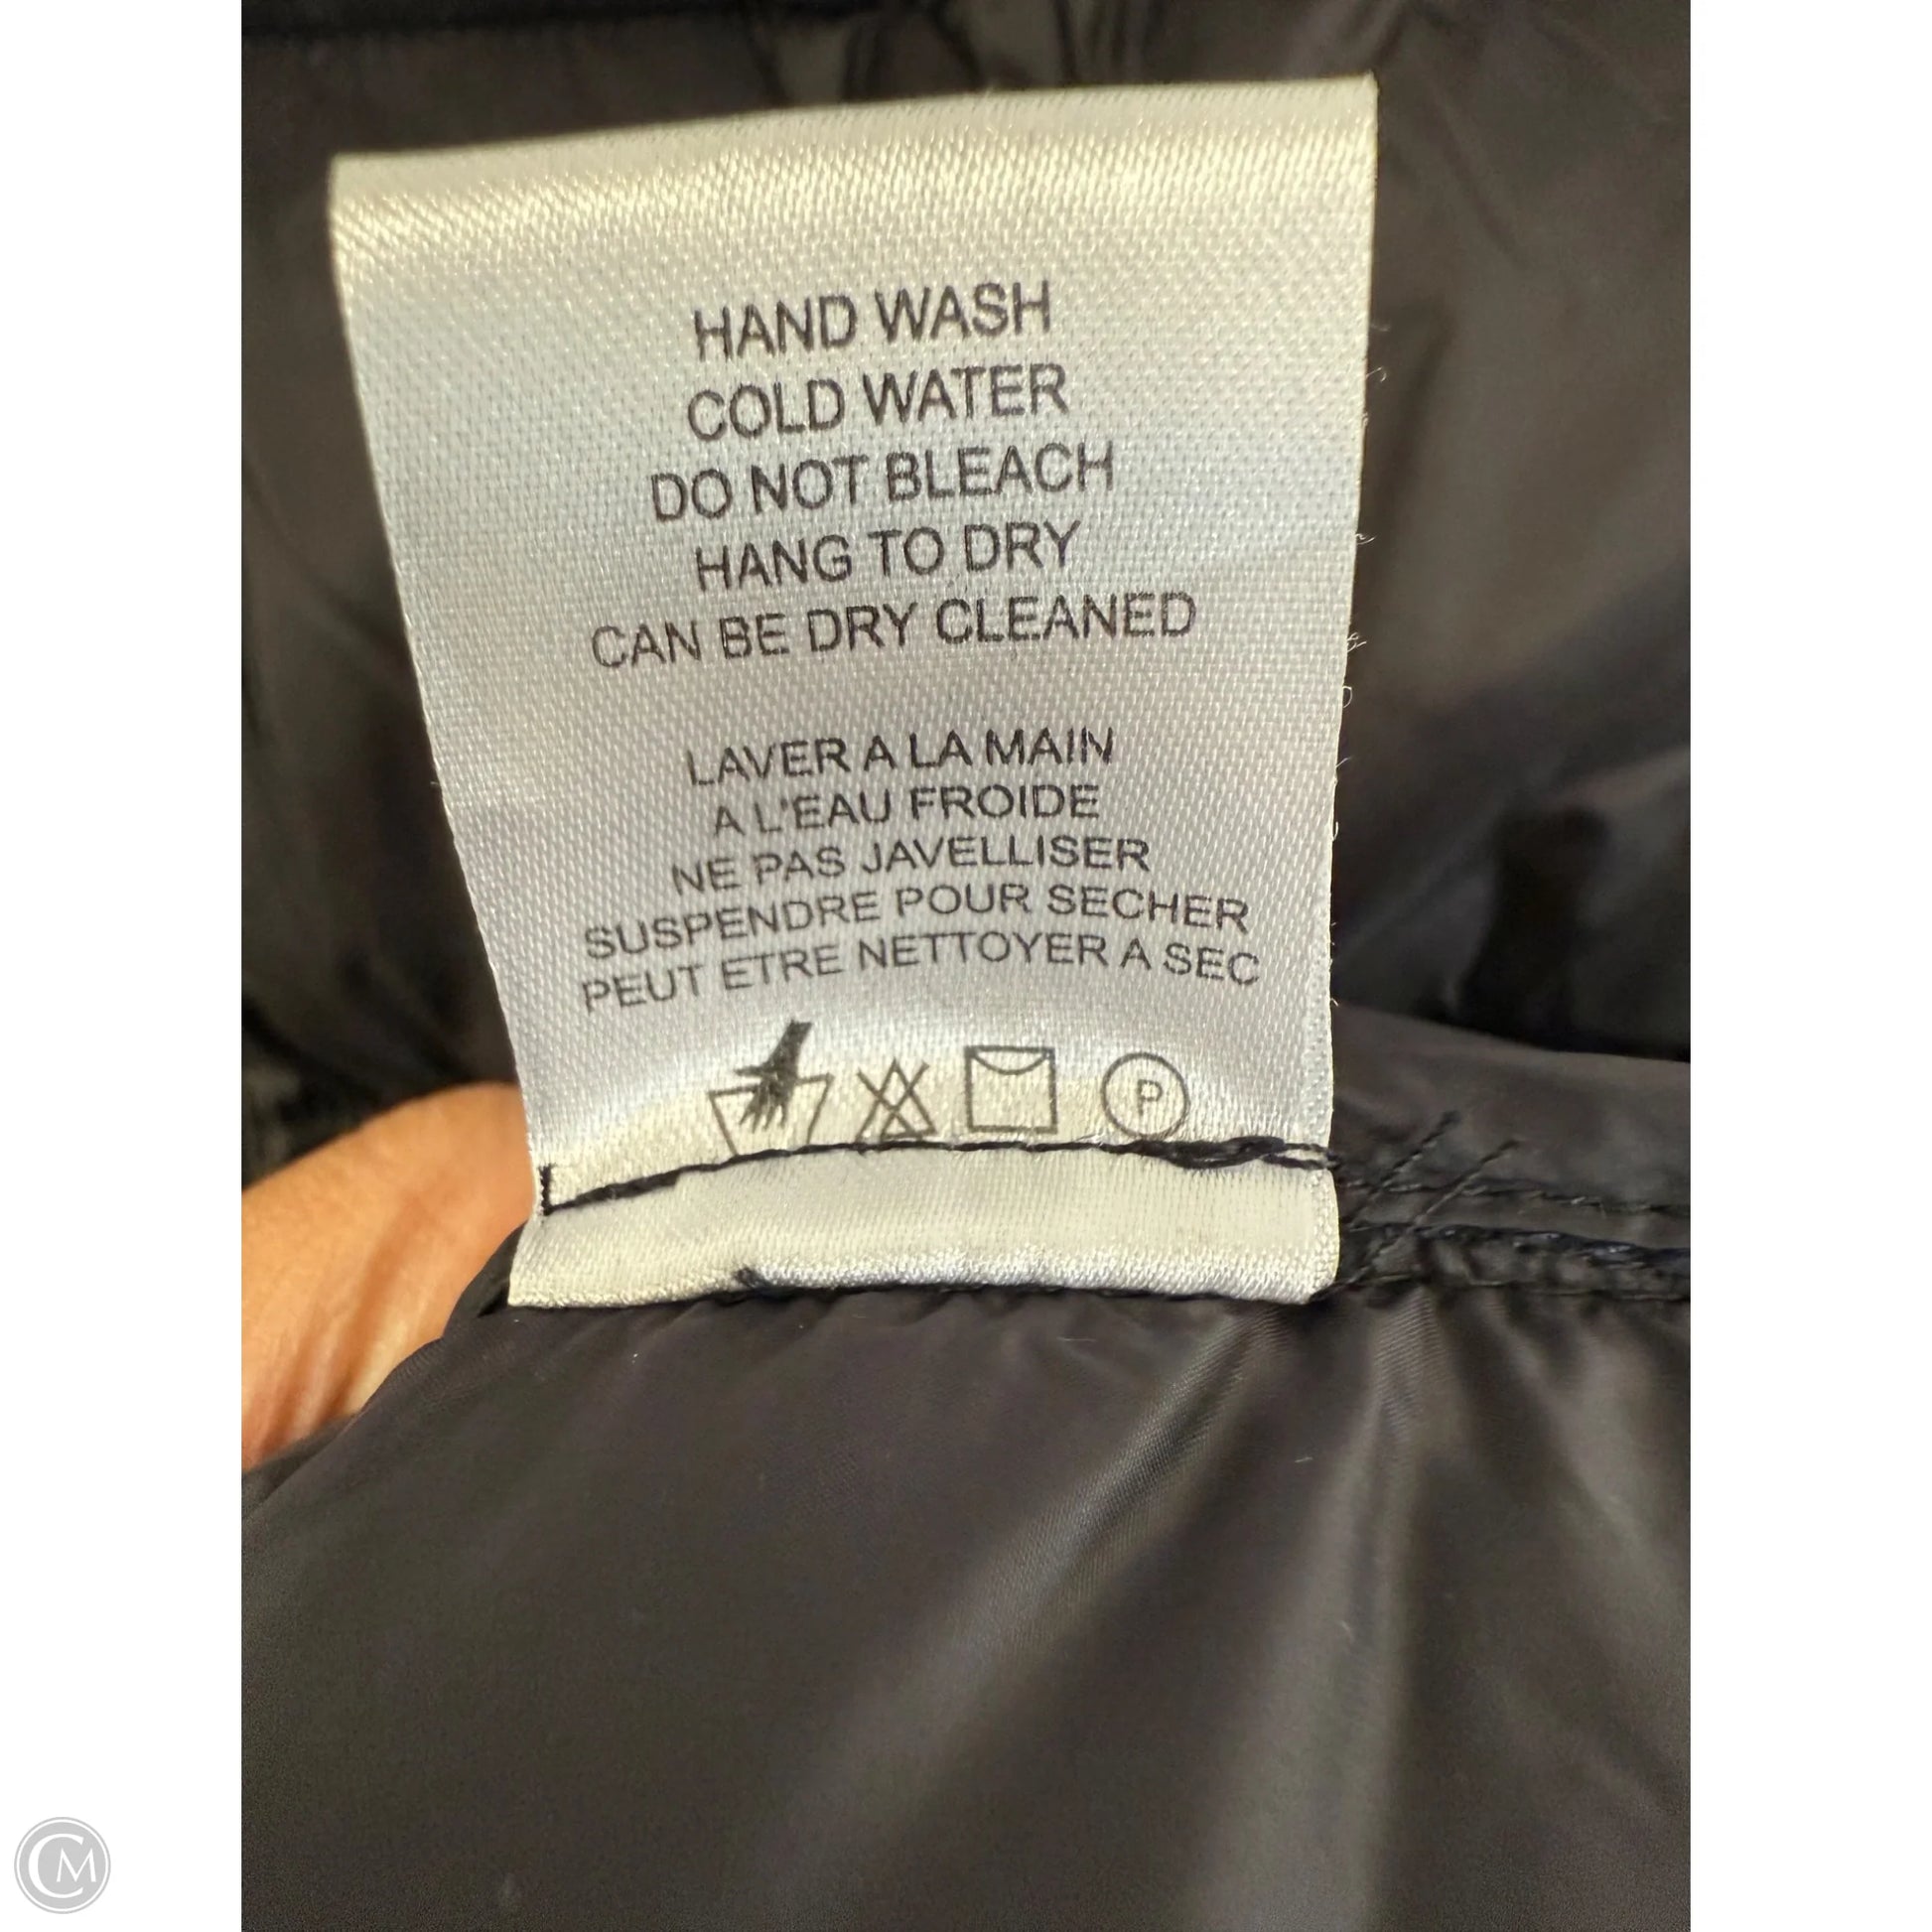 HAND WASH
COLD WATER
DO NOT BLEACH
HANG TO DRY
CAN BE DRY CLEANED
LAVER A LA MAIN
A L'EAU FROIDE
NE PAS JAVELLISER
SUSPENDRE POUR SECHER
PEUT ETRE NETTOYER A SEC
P
CM